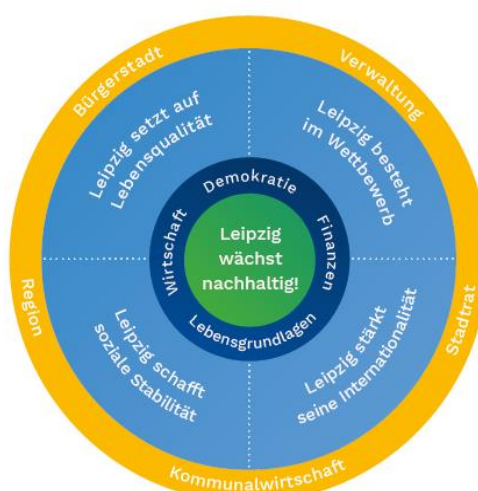 Bürgerstadt
Verwaltung
Leipzig setzt auf
Lebensqualität
Leipzig besteht
im Wettbewerb
Demokratie
Wirtschaft
Finanzen
Leipzig
wächst
nachhaltig!
Lebensgrundlagen
Region
Stadtrat
Leipzig schafft
soziale Stabilität
Leipzig stärkt
seine Internationalität
Kommunalwirtschaft